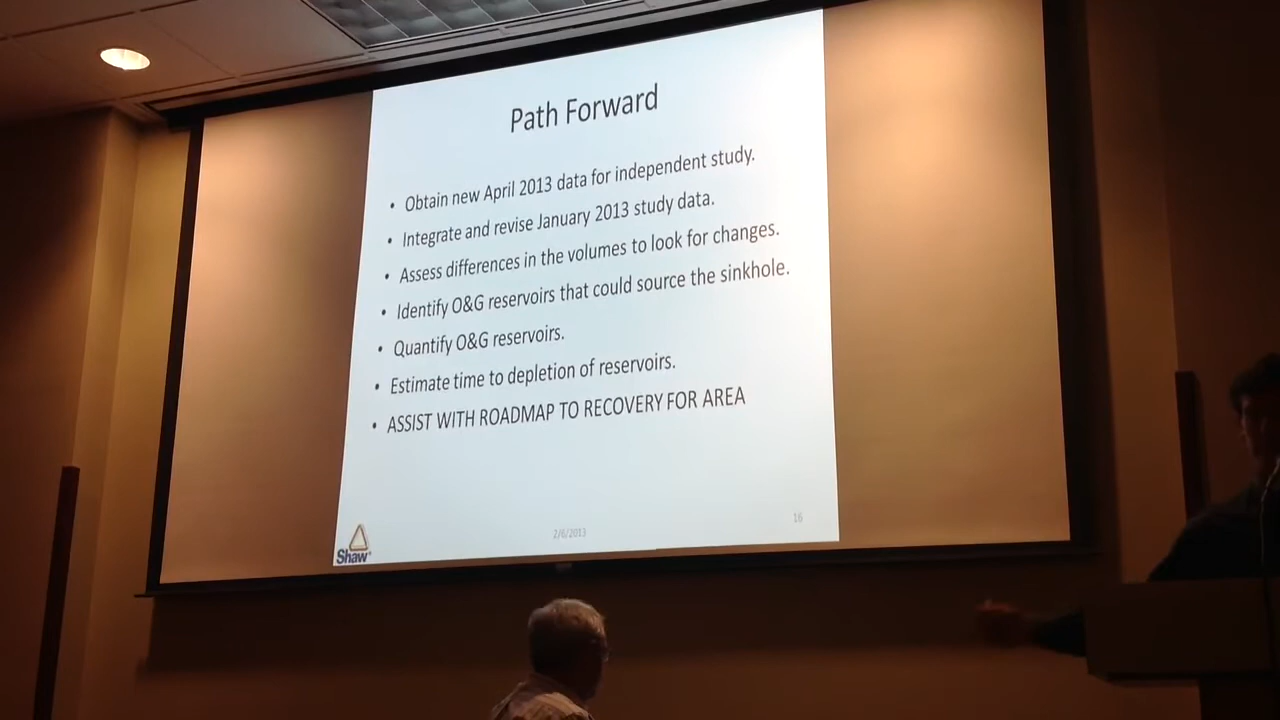 Path Forward
• Obtain new April 2013 data for independent study.
• Integrate and revise January 2013 study data.
• Assess differences in the volumes to look for changes.
• Identify O&G reservoirs that could source the sinkhole.
• Quantify O&G reservoirs.
• Estimate time to depletion of reservoirs.
• ASSIST WITH ROADMAP TO RECOVERY FOR AREA
Shaw
2/6/2013
16